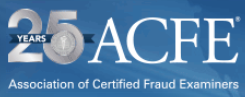 25 ACFE®
YEARS
Association of Certified Fraud Examiners